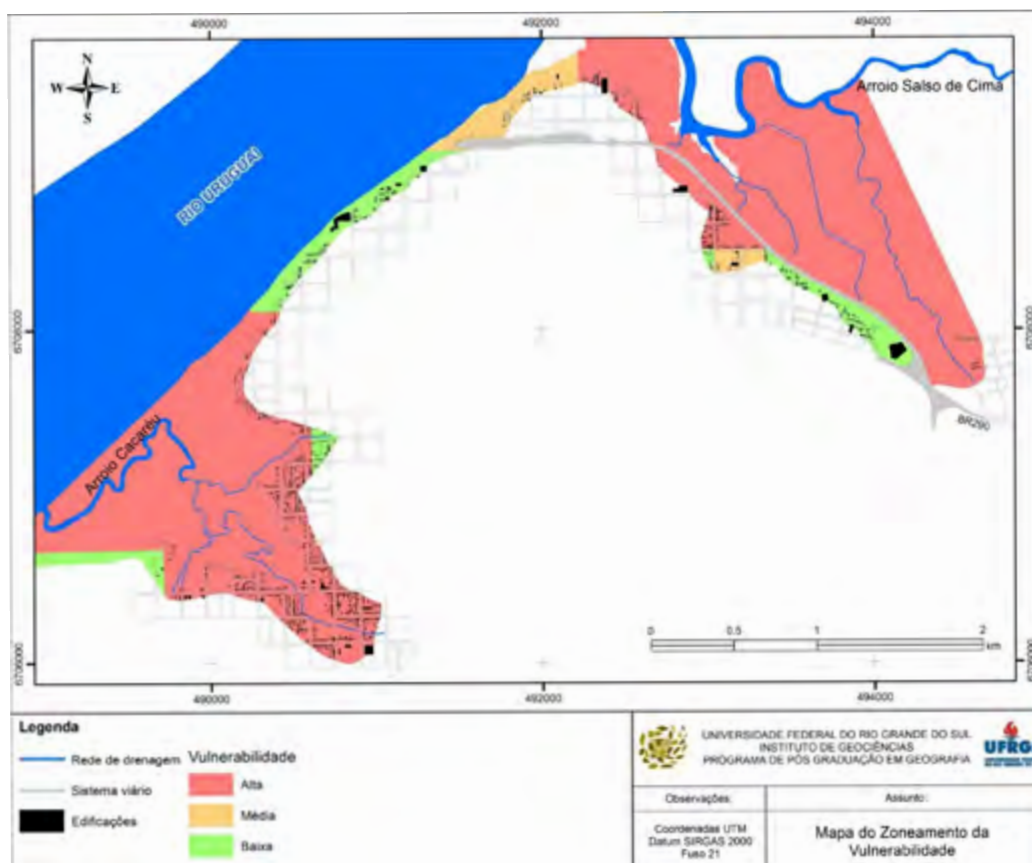 490000
492000
494000
N
W E
S
Arroio Salso de Cima
RIO URUGUAI
6708000
Arroio Cacaréu
BR290
0 0.5 1 2
km
6706000
490000
492000
494000
Legenda
Rede de drenagem
Sistema viário
Edificações
Vulnerabilidade
Alta
Média
Baixa
UNIVERSIDADE FEDERAL DO RIO GRANDE DO SUL
INSTITUTO DE GEOCIÊNCIAS
PROGRAMA DE PÓS GRADUAÇÃO EM GEOGRAFIA
UFRGS
Observações:
Coordenadas UTM
Datum SIRGAS 2000
Fuso 21
Assunto:
Mapa do Zoneamento da
Vulnerabilidade